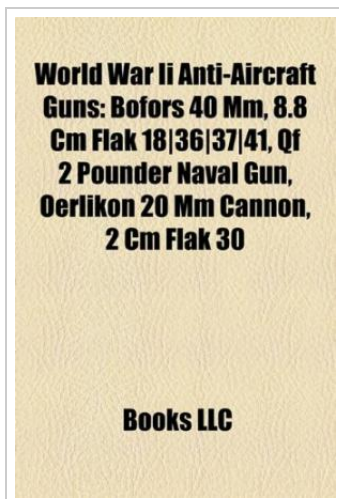 World War Ii Anti-Aircraft
Guns: Bofors 40 Mm, 8.8
Cm Flak 18|36|37|41, Qf
2 Pounder Naval Gun,
Oerlikon 20 Mm Cannon,
2 Cm Flak 30
Books LLC